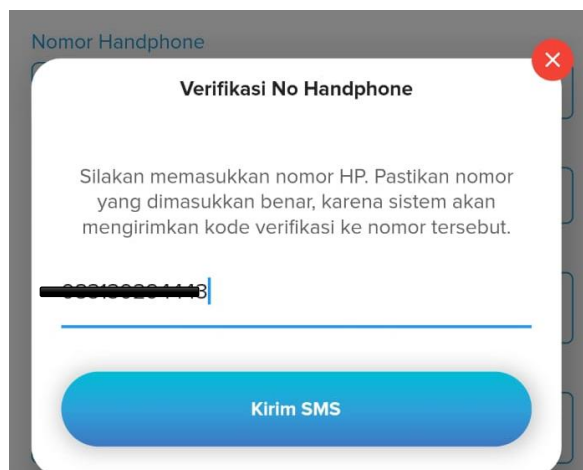 Nomor Handphone
Verifikasi No Handphone
Silakan memasukkan nomor HP. Pastikan nomor
yang dimasukkan benar, karena sistem akan
mengirimkan kode verifikasi ke nomor tersebut.
Kirim SMS